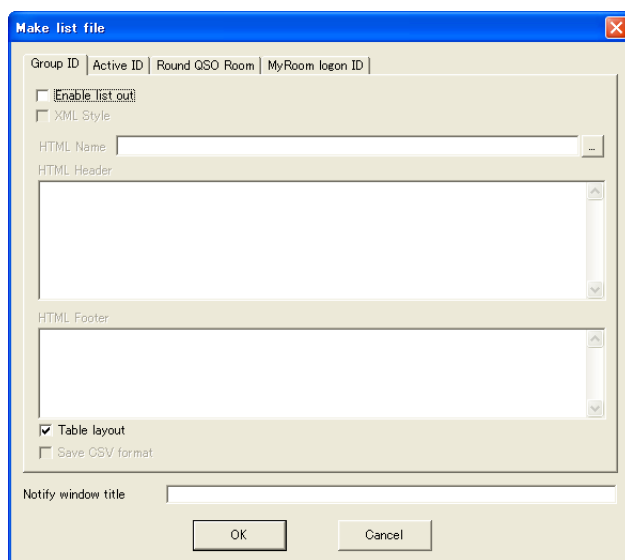 Make list file
Group ID
Active ID
Round QSO Room
MyRoom logon ID
Enable list out
XML Style
HTML Name
...
HTML Header
HTML Footer
Table layout
Save CSV format
Notify window title
OK
Cancel